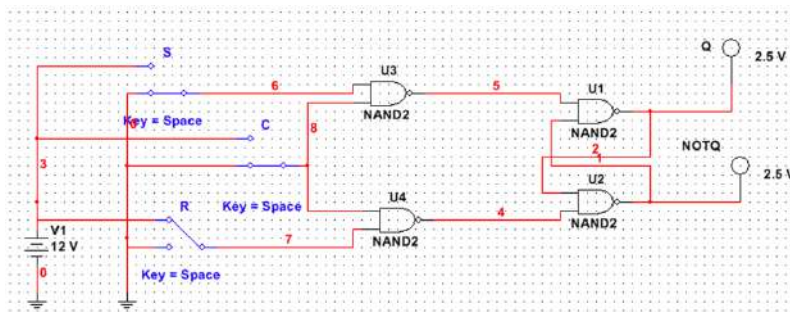 S
Q
2.5 V
U3
6
5
U1
NAND2
Key = Space
C
8
NAND2
2
1
NOTQ
3
U2
2.5 V
R
Key = Space
U4
4
NAND2
V1
12 V
7
NAND2
0
Key = Space